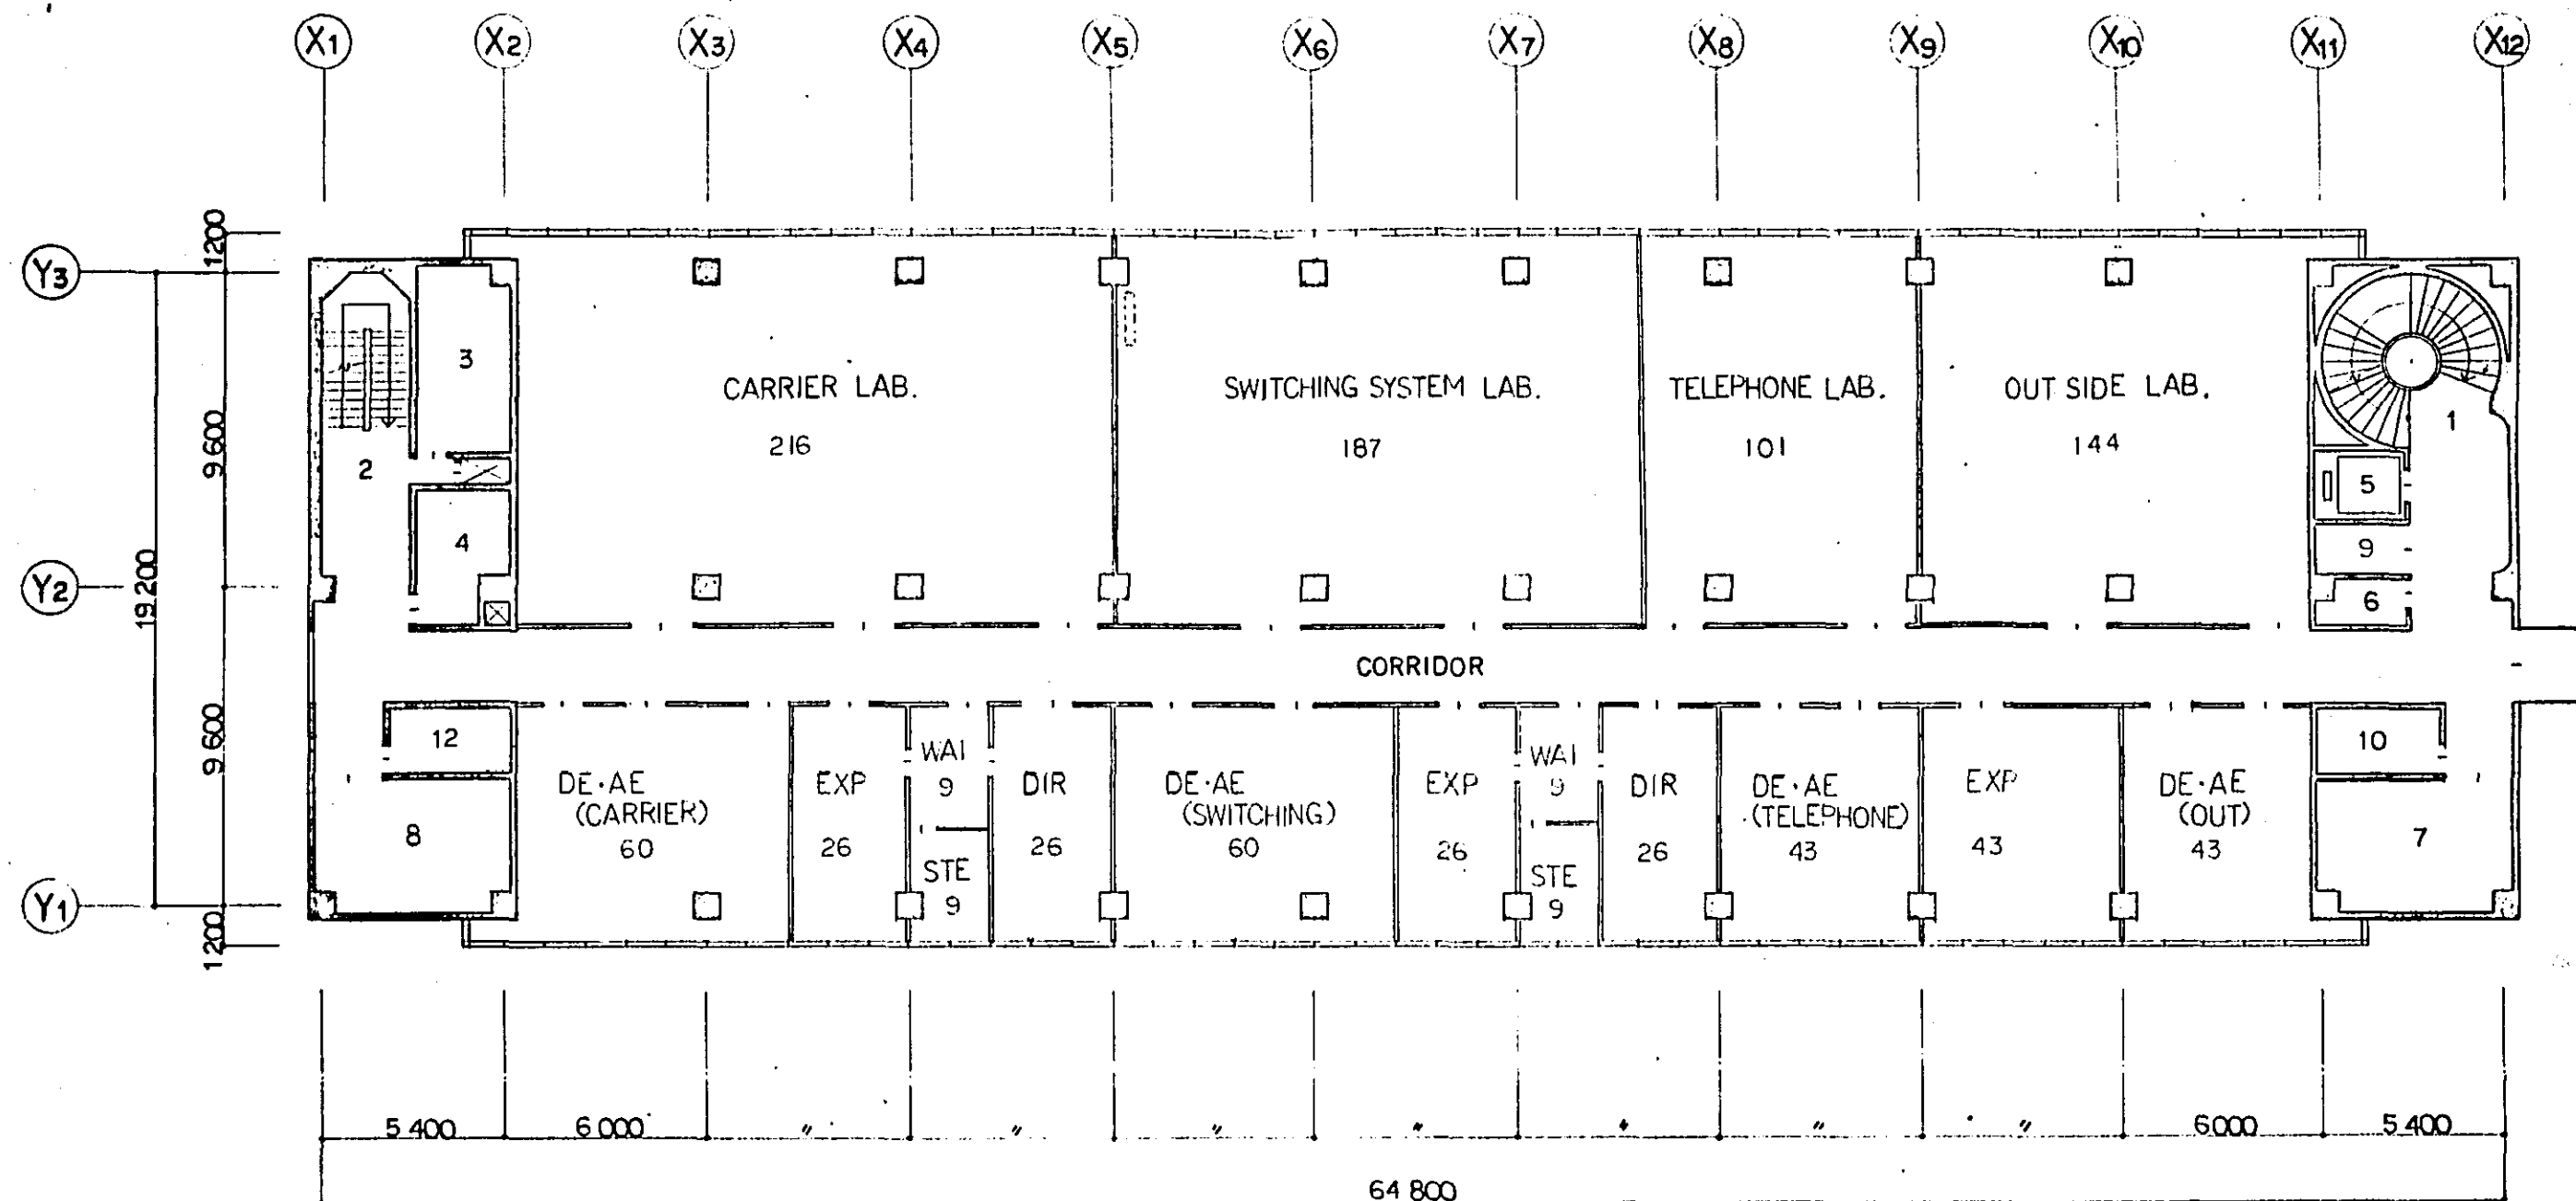 X1 X2 X3 X4 X5 X6 X7 X8 X9 X10 X11 X12
1200
Y3
9600
19200
Y2
9600
Y1
1200
3
2
4
CARRIER LAB.
216
SWITCHING SYSTEM LAB.
187
TELEPHONE LAB.
101
OUT SIDE LAB.
144
1
5
9
6
CORRIDOR
12
8
DE·AE
(CARRIER)
60
EXP
26
WAI
9
STE
9
DIR
26
DE·AE
(SWITCHING)
60
EXP
26
WAI
9
STE
9
DIR
26
DE·AE
(TELEPHONE)
43
EXP
43
DE·AE
(OUT)
43
10
7
5400 6000 〃 〃 〃 〃 〃 〃 〃 6000 5400
64800